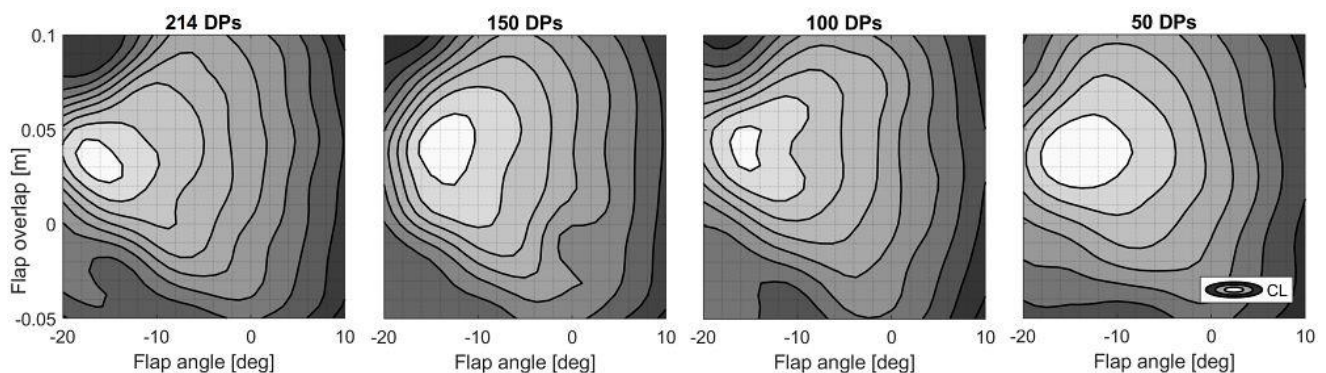 214 DPs
150 DPs
100 DPs
50 DPs
Flap overlap [m]
0.1
0.05
0
-0.05
-20 -10 0 10
-20 -10 0 10
-20 -10 0 10
-20 -10 0 10
CL
Flap angle [deg]
Flap angle [deg]
Flap angle [deg]
Flap angle [deg]